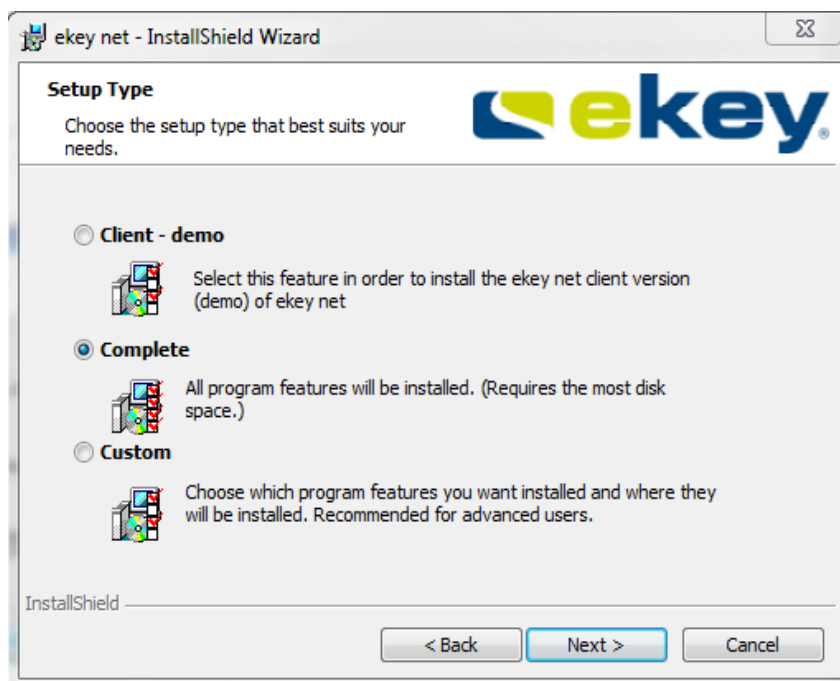 ekey net - InstallShield Wizard
Setup Type
Choose the setup type that best suits your
needs.
ekey®
Client - demo
Select this feature in order to install the ekey net client version
(demo) of ekey net
Complete
All program features will be installed. (Requires the most disk
space.)
Custom
Choose which program features you want installed and where they
will be installed. Recommended for advanced users.
InstallShield
< Back
Next >
Cancel